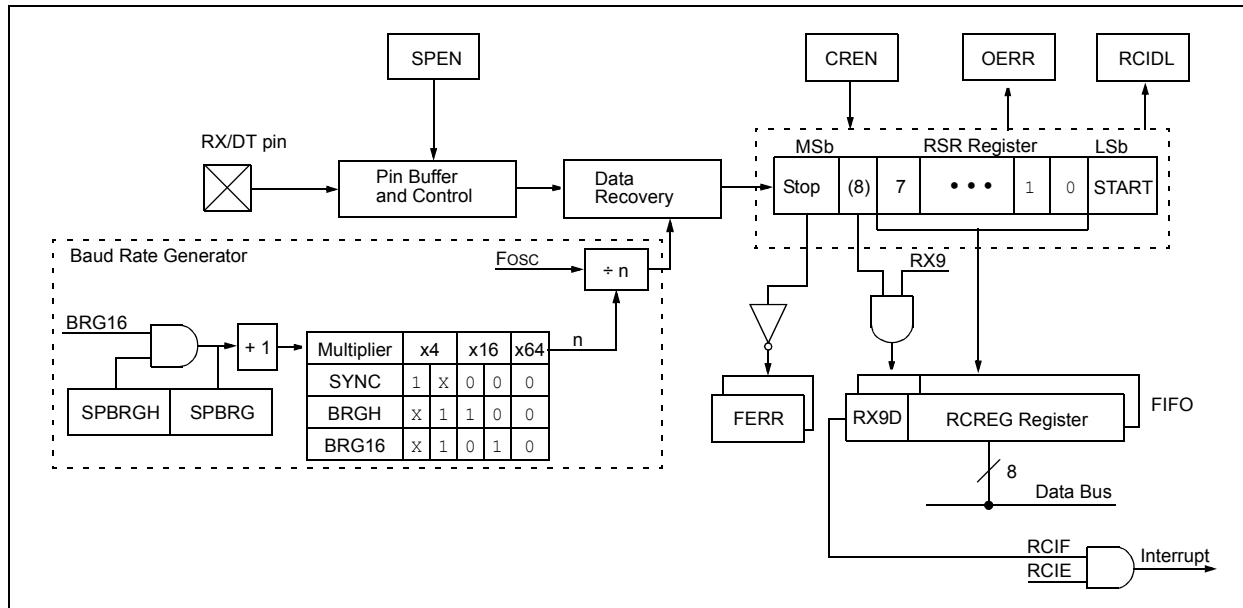 SPEN
CREN
OERR
RCIDL
RX/DT pin
Pin Buffer
and Control
Data
Recovery
MSb
RSR Register
LSb
Stop (8) 7 • • • 1 0 START
Baud Rate Generator
FOSC
÷ n
RX9
BRG16
+ 1
n
Multiplier x4 x16 x64
SYNC 1 X 0 0 0
BRGH X 1 1 0 0
BRG16 X 1 0 1 0
SPBRGH SPBRG
FERR
RX9D RCREG Register
FIFO
8
Data Bus
RCIF
RCIE
Interrupt